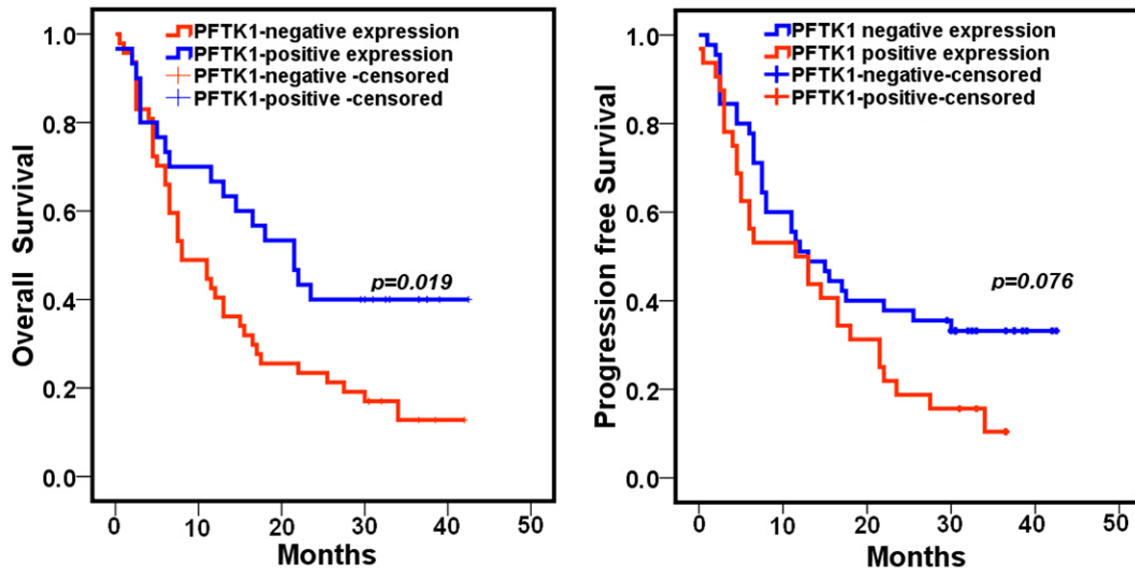 PFTK1-negative expression
PFTK1-positive expression
PFTK1-negative -censored
PFTK1-positive -censored
1.0
0.8
0.6
0.4
0.2
0.0
Overall Survival
p=0.019
0 10 20 30 40 50
Months
PFTK1 negative expression
PFTK1 positive expression
PFTK1-negative-censored
PFTK1-positive-censored
1.0
0.8
0.6
0.4
0.2
0.0
Progression free Survival
p=0.076
0 10 20 30 40 50
Months